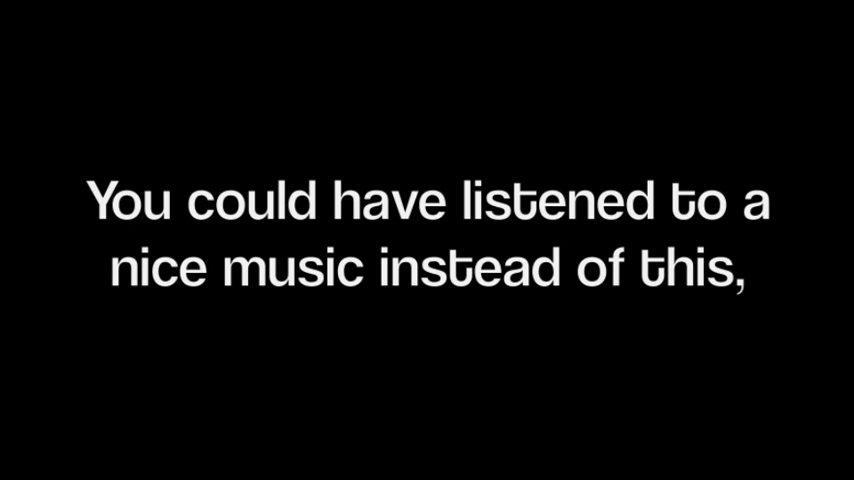 You could have listened to a
nice music instead of this,